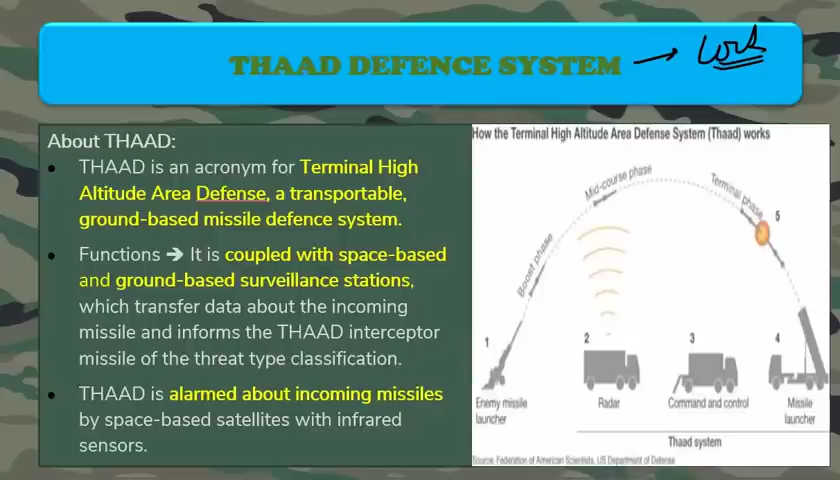 THAAD DEFENCE SYSTEM
About THAAD:
THAAD is an acronym for Terminal High
Altitude Area Defense, a transportable,
ground-based missile defence system.
Functions ➔ It is coupled with space-based
and ground-based surveillance stations,
which transfer data about the incoming
missile and informs the THAAD interceptor
missile of the threat type classification.
THAAD is alarmed about incoming missiles
by space-based satellites with infrared
sensors.
How the Terminal High Altitude Area Defense System (Thaad) works
Boost phase
Mid-course phase
Terminal phase
5
1
2
3
4
Enemy missile
launcher
Radar
Command and control
Missile
launcher
Thaad system
Source: Federation of American Scientists, US Department of Defense